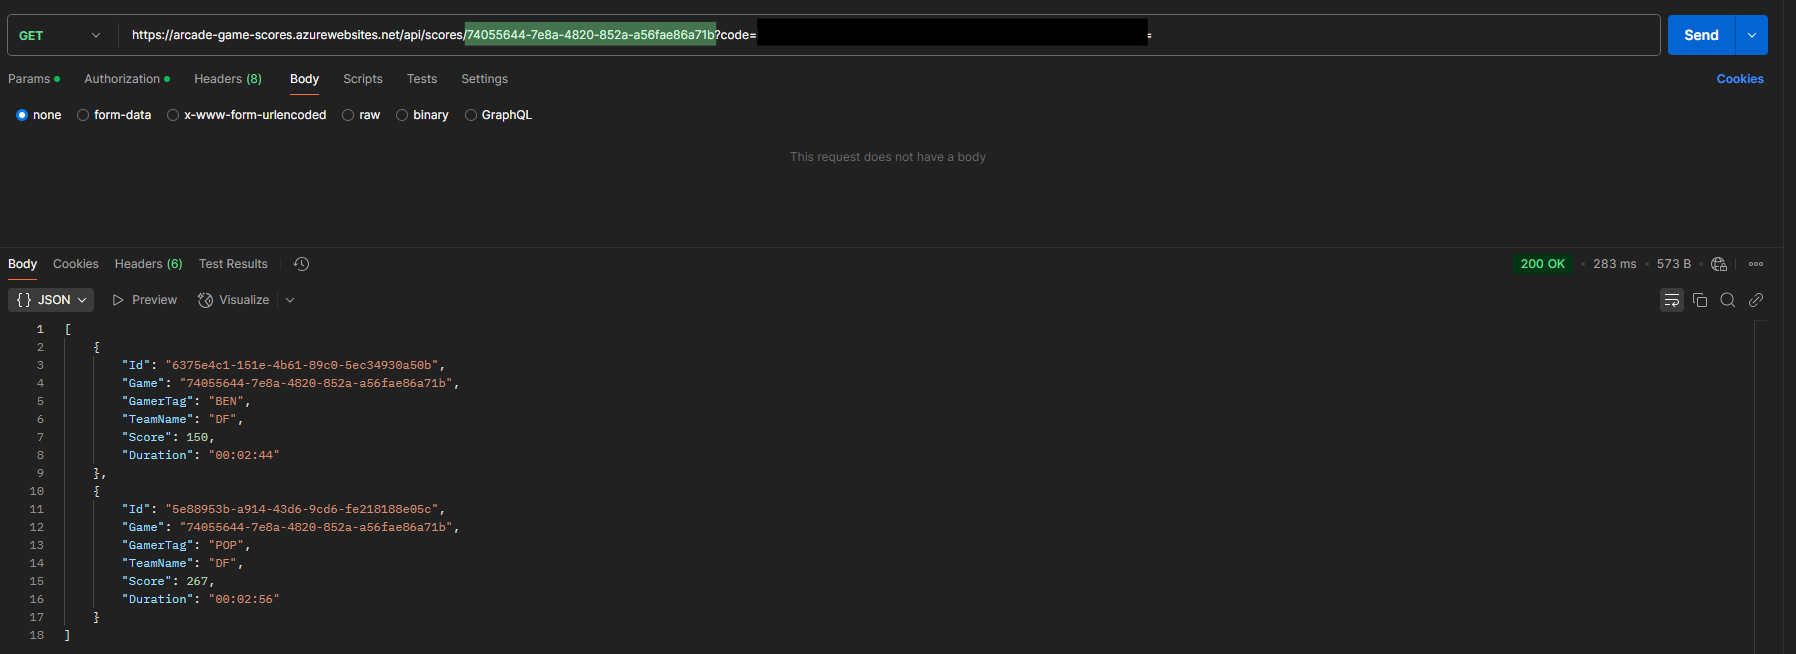 GET https://arcade-game-scores.azurewebsites.net/api/scores/74055644-7e8a-4820-852a-a56fae86a71b?code= = Send
Params Authorization Headers (8) Body Scripts Tests Settings Cookies
none form-data x-www-form-urlencoded raw binary GraphQL
This request does not have a body
Body Cookies Headers (6) Test Results 200 OK 283 ms 573 B
{} JSON Preview Visualize
1 [
2 {
3 "Id": "6375e4c1-151e-4b61-89c0-5ec34930a50b",
4 "Game": "74055644-7e8a-4820-852a-a56fae86a71b",
5 "GamerTag": "BEN",
6 "TeamName": "DF",
7 "Score": 150,
8 "Duration": "00:02:44"
9 },
10 {
11 "Id": "5e88953b-a914-43d6-9cd6-fe218188e05c",
12 "Game": "74055644-7e8a-4820-852a-a56fae86a71b",
13 "GamerTag": "POP",
14 "TeamName": "DF",
15 "Score": 267,
16 "Duration": "00:02:56"
17 }
18 ]